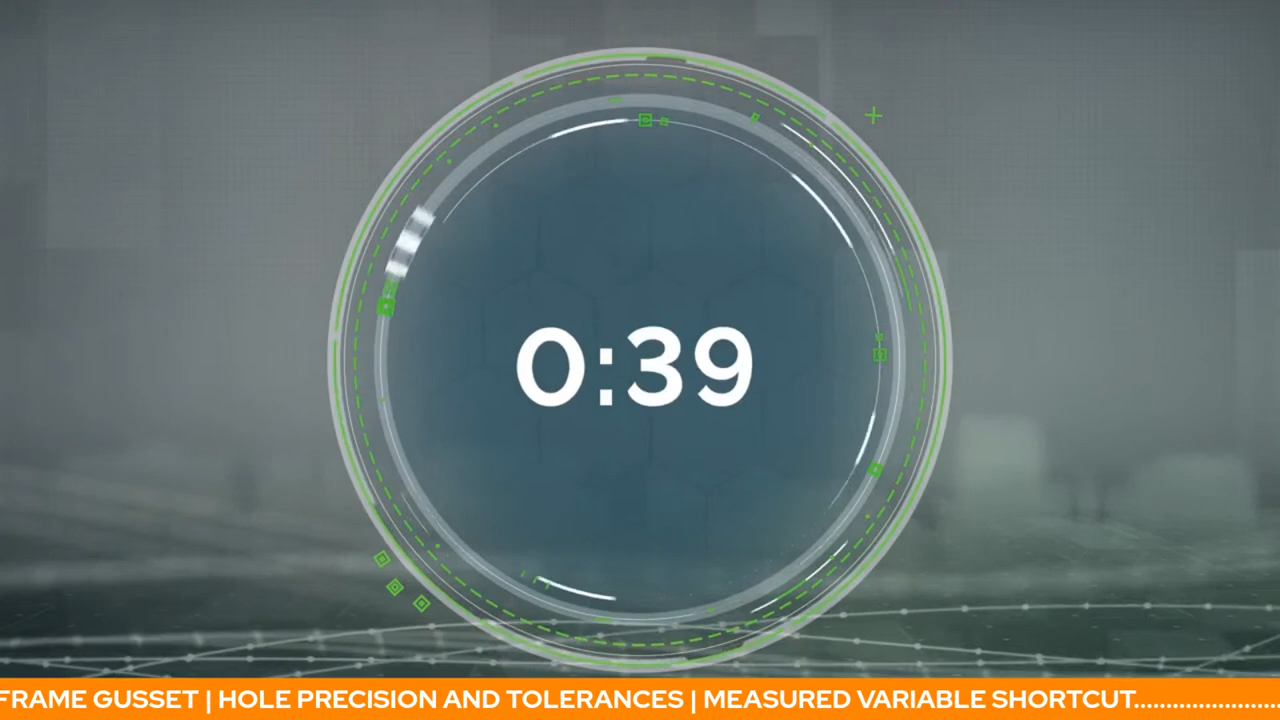 0:39
FRAME GUSSET | HOLE PRECISION AND TOLERANCES | MEASURED VARIABLE SHORTCUT......................